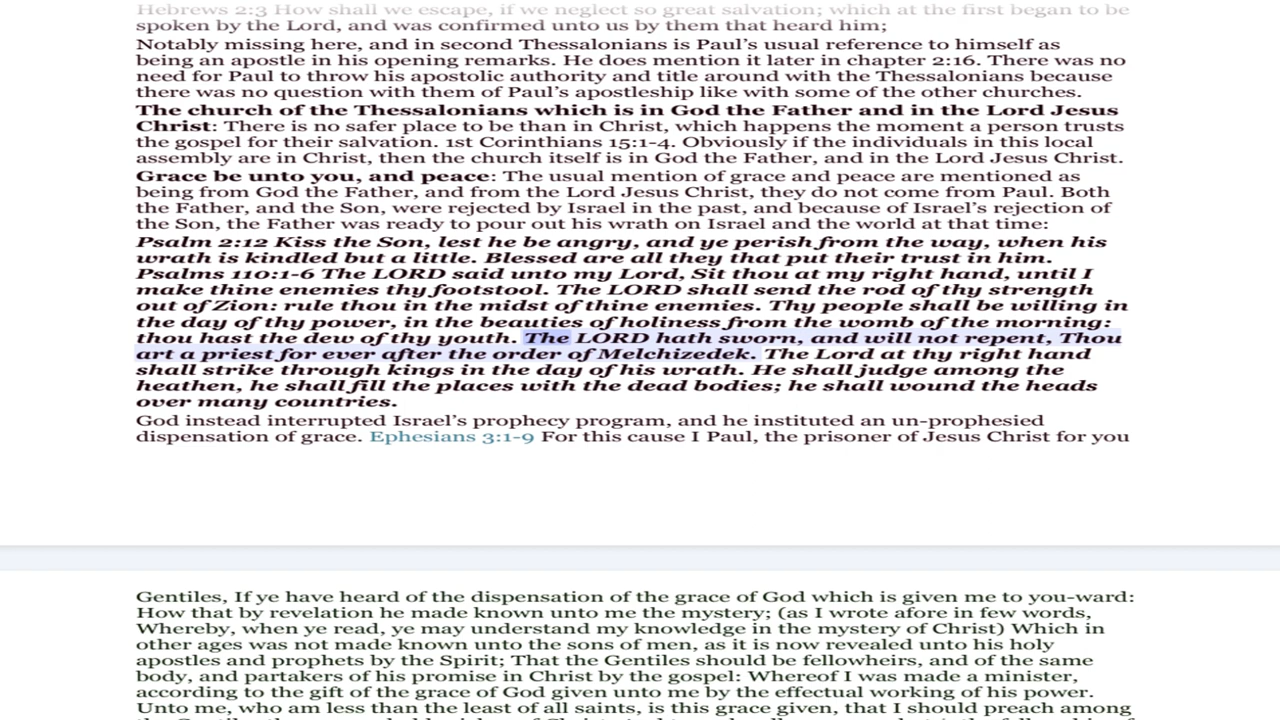 Hebrews 2:3 How shall we escape, if we neglect so great salvation; which at the first began to be
spoken by the Lord, and was confirmed unto us by them that heard him;
Notably missing here, and in second Thessalonians is Paul's usual reference to himself as
being an apostle in his opening remarks. He does mention it later in chapter 2:16. There was no
need for Paul to throw his apostolic authority and title around with the Thessalonians because
there was no question with them of Paul's apostleship like with some of the other churches.
The church of the Thessalonians which is in God the Father and in the Lord Jesus
Christ: There is no safer place to be than in Christ, which happens the moment a person trusts
the gospel for their salvation. 1st Corinthians 15:1-4. Obviously if the individuals in this local
assembly are in Christ, then the church itself is in God the Father, and in the Lord Jesus Christ.
Grace be unto you, and peace: The usual mention of grace and peace are mentioned as
being from God the Father, and from the Lord Jesus Christ, they do not come from Paul. Both
the Father, and the Son, were rejected by Israel in the past, and because of Israel's rejection of
the Son, the Father was ready to pour out his wrath on Israel and the world at that time:
Psalm 2:12 Kiss the Son, lest he be angry, and ye perish from the way, when his
wrath is kindled but a little. Blessed are all they that put their trust in him.
Psalms 110:1-6 The LORD said unto my Lord, Sit thou at my right hand, until I
make thine enemies thy footstool. The LORD shall send the rod of thy strength
out of Zion: rule thou in the midst of thine enemies. Thy people shall be willing in
the day of thy power, in the beauties of holiness from the womb of the morning:
thou hast the dew of thy youth. The LORD hath sworn, and will not repent, Thou
art a priest for ever after the order of Melchizedek. The Lord at thy right hand
shall strike through kings in the day of his wrath. He shall judge among the
heathen, he shall fill the places with the dead bodies; he shall wound the heads
over many countries.
God instead interrupted Israel's prophecy program, and he instituted an un-prophesied
dispensation of grace. Ephesians 3:1-9 For this cause I Paul, the prisoner of Jesus Christ for you
Gentiles, If ye have heard of the dispensation of the grace of God which is given me to you-ward:
How that by revelation he made known unto me the mystery; (as I wrote afore in few words,
Whereby, when ye read, ye may understand my knowledge in the mystery of Christ) Which in
other ages was not made known unto the sons of men, as it is now revealed unto his holy
apostles and prophets by the Spirit; That the Gentiles should be fellowheirs, and of the same
body, and partakers of his promise in Christ by the gospel: Whereof I was made a minister,
according to the gift of the grace of God given unto me by the effectual working of his power.
Unto me, who am less than the least of all saints, is this grace given, that I should preach among